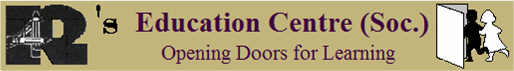 R's Education Centre (Soc.)
Opening Doors for Learning